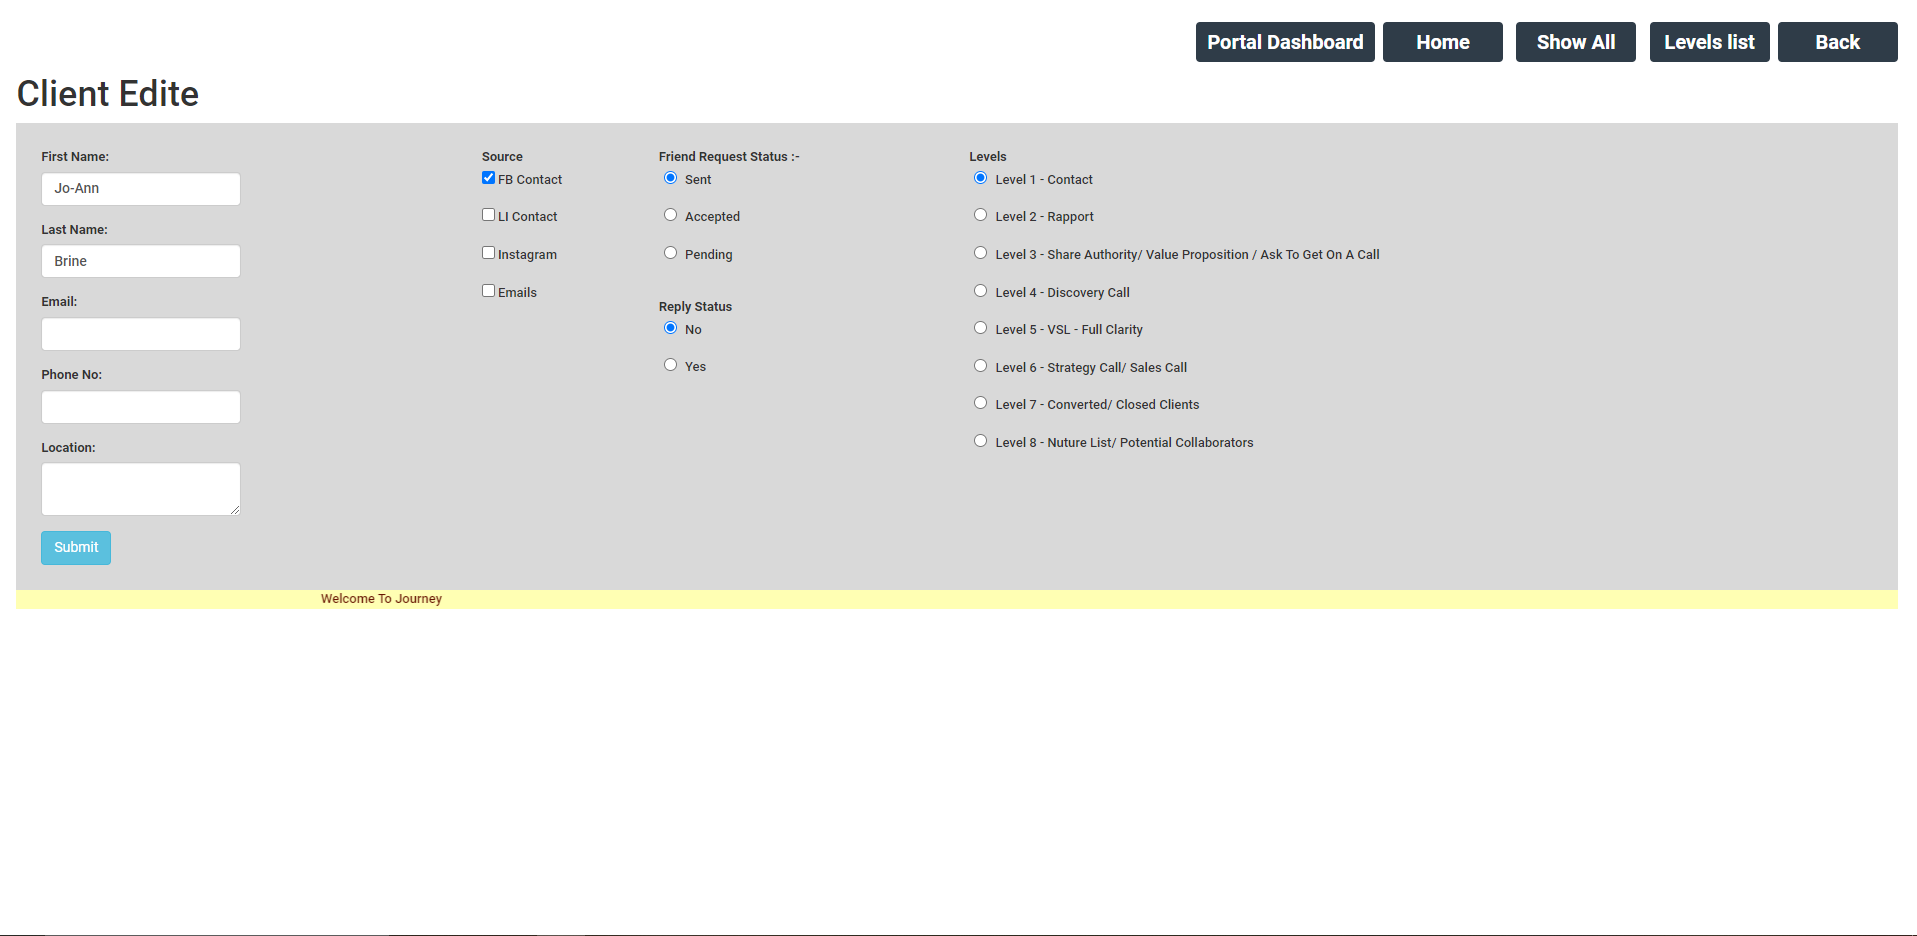 Portal Dashboard Home Show All Levels list Back
Client Edite
First Name:
Jo-Ann
Last Name:
Brine
Email:
Phone No:
Location:
Submit
Source
FB Contact
LI Contact
Instagram
Emails
Friend Request Status :-
Sent
Accepted
Pending
Reply Status
No
Yes
Levels
Level 1 - Contact
Level 2 - Rapport
Level 3 - Share Authority/ Value Proposition / Ask To Get On A Call
Level 4 - Discovery Call
Level 5 - VSL - Full Clarity
Level 6 - Strategy Call/ Sales Call
Level 7 - Converted/ Closed Clients
Level 8 - Nuture List/ Potential Collaborators
Welcome To Journey